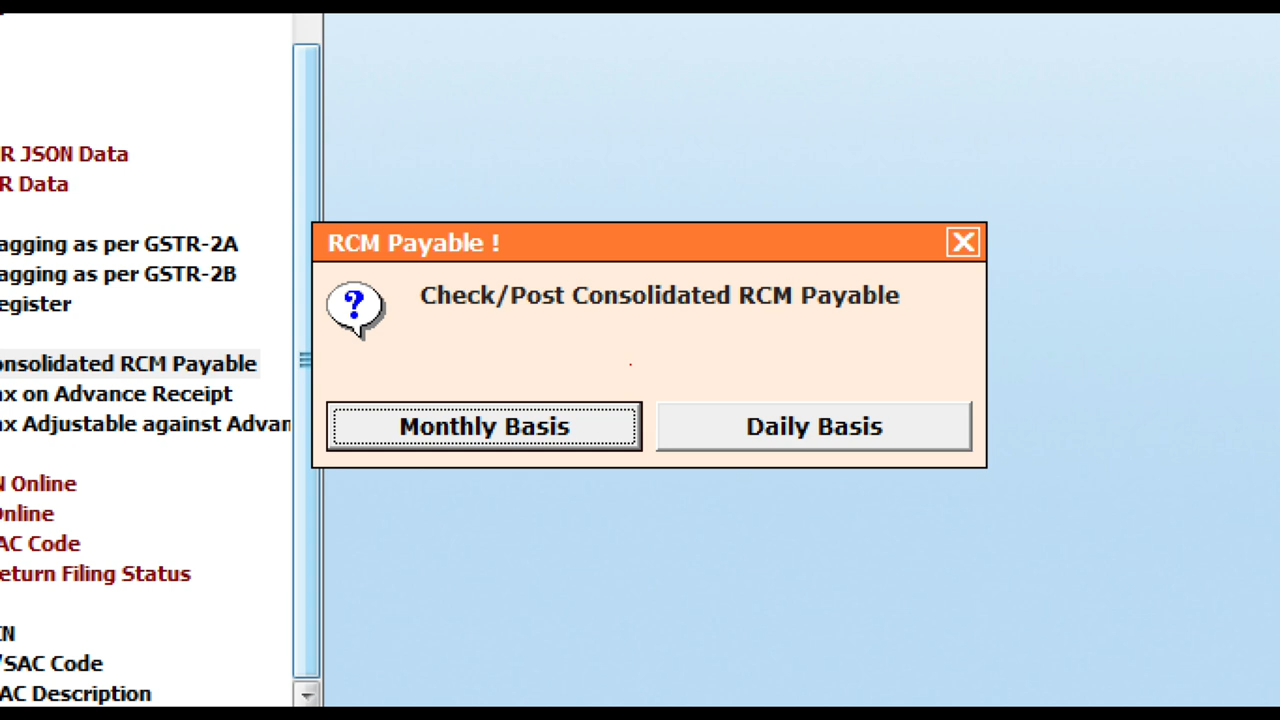 R JSON Data
R Data
agging as per GSTR-2A
agging as per GSTR-2B
egister
onsolidated RCM Payable
ax on Advance Receipt
ax Adjustable against Advan
N Online
Online
AC Code
eturn Filing Status
IN
/SAC Code
AC Description
RCM Payable !
?
Check/Post Consolidated RCM Payable
Monthly Basis
Daily Basis